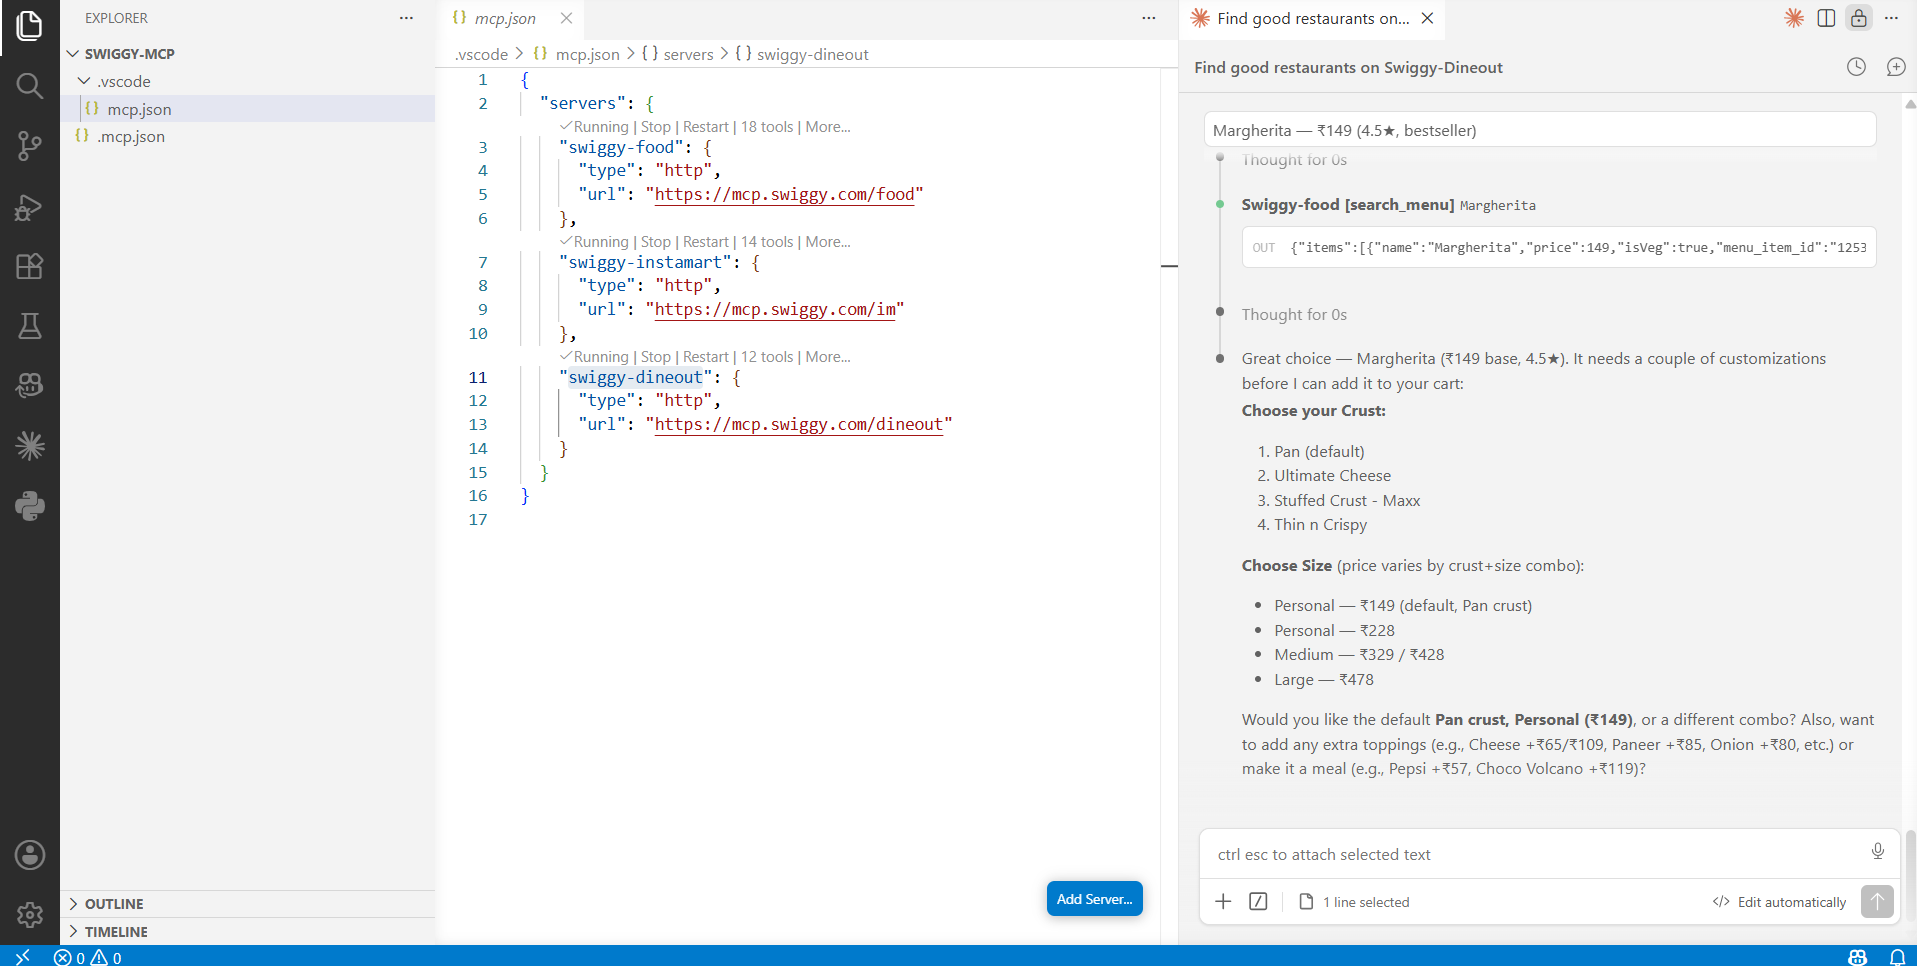 EXPLORER
SWIGGY-MCP
.vscode
{} mcp.json
{} .mcp.json
OUTLINE
TIMELINE
{} mcp.json
.vscode > {} mcp.json > {} servers > {} swiggy-dineout
1 {
2 "servers": {
✓Running | Stop | Restart | 18 tools | More...
3 "swiggy-food": {
4 "type": "http",
5 "url": "https://mcp.swiggy.com/food"
6 },
✓Running | Stop | Restart | 14 tools | More...
7 "swiggy-instamart": {
8 "type": "http",
9 "url": "https://mcp.swiggy.com/im"
10 },
✓Running | Stop | Restart | 12 tools | More...
11 "swiggy-dineout": {
12 "type": "http",
13 "url": "https://mcp.swiggy.com/dineout"
14 }
15 }
16 }
17
Add Server...
Find good restaurants on...
Find good restaurants on Swiggy-Dineout
Margherita — ₹149 (4.5★, bestseller)
Thought for 0s
Swiggy-food [search_menu] Margherita
OUT {"items":[{"name":"Margherita","price":149,"isVeg":true,"menu_item_id":"1253
Thought for 0s
Great choice — Margherita (₹149 base, 4.5★). It needs a couple of customizations
before I can add it to your cart:
Choose your Crust:
1. Pan (default)
2. Ultimate Cheese
3. Stuffed Crust - Maxx
4. Thin n Crispy
Choose Size (price varies by crust+size combo):
• Personal — ₹149 (default, Pan crust)
• Personal — ₹228
• Medium — ₹329 / ₹428
• Large — ₹478
Would you like the default Pan crust, Personal (₹149), or a different combo? Also, want
to add any extra toppings (e.g., Cheese +₹65/₹109, Paneer +₹85, Onion +₹80, etc.) or
make it a meal (e.g., Pepsi +₹57, Choco Volcano +₹119)?
ctrl esc to attach selected text
1 line selected
</> Edit automatically
0 0